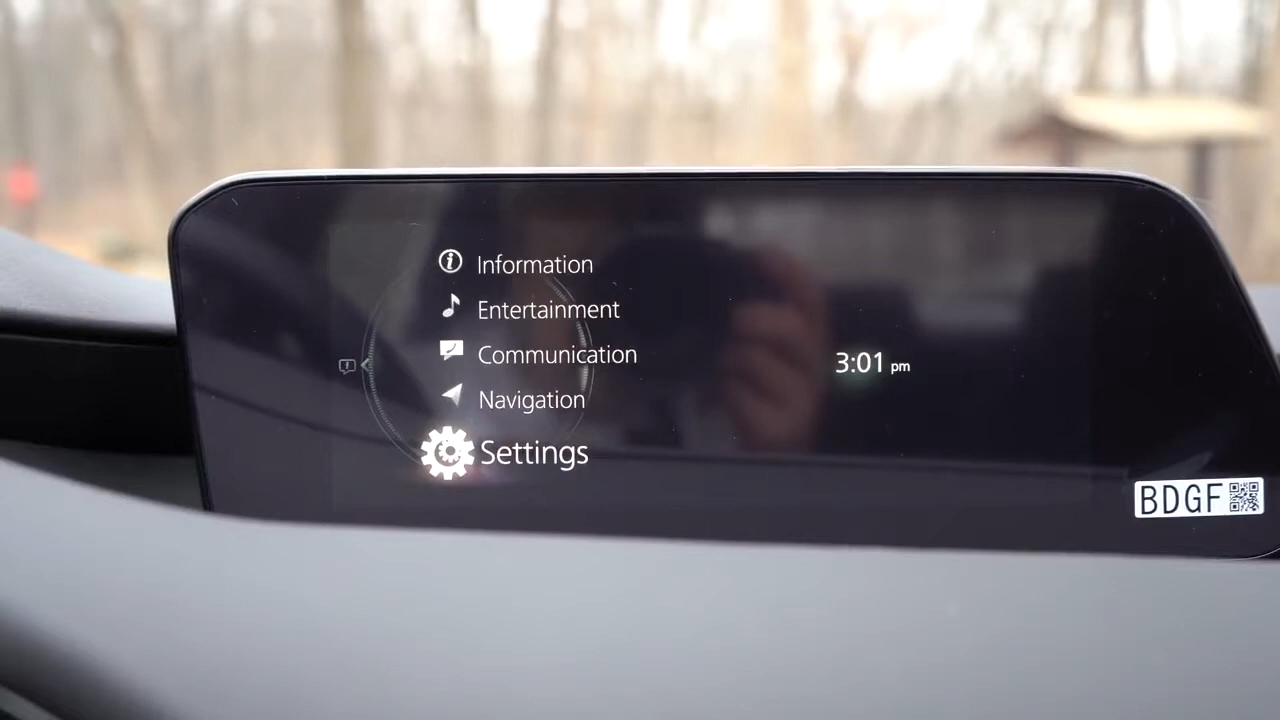 Information
Entertainment
Communication
Navigation
Settings
3:01 pm
BDGF